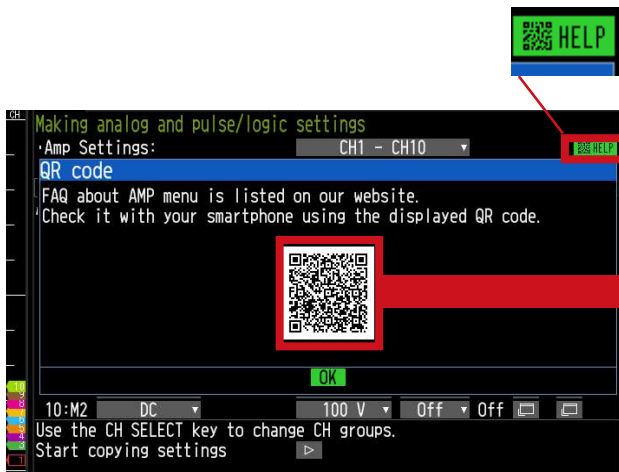 HELP
CH
Making analog and pulse/logic settings
·Amp Settings: CH1 - CH10 HELP
QR code
FAQ about AMP menu is listed on our website.
Check it with your smartphone using the displayed QR code.
OK
10
10:M2 DC 100 V Off Off
Use the CH SELECT key to change CH groups.
Start copying settings